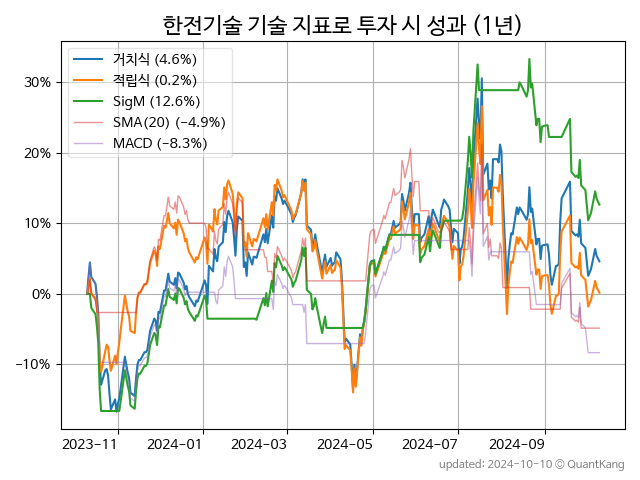 한전기술 기술 지표로 투자 시 성과 (1년)
거치식 (4.6%)
적립식 (0.2%)
SigM (12.6%)
SMA(20) (−4.9%)
MACD (−8.3%)
30%
20%
10%
0%
−10%
2023-11 2024-01 2024-03 2024-05 2024-07 2024-09
updated: 2024-10-10 ⓒ QuantKang